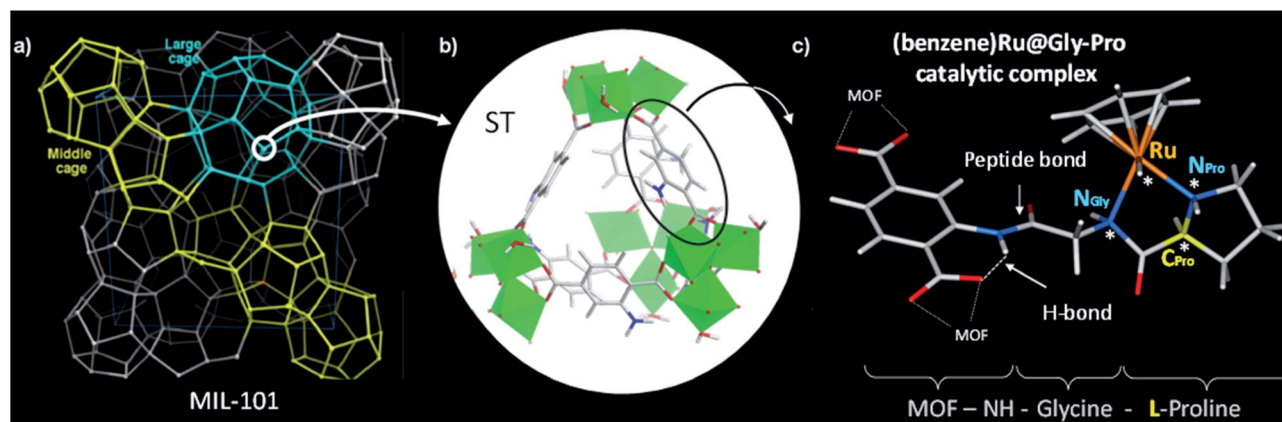 a)
Large
cage
Middle
cage
MIL-101
b)
ST
c)
(benzene)Ru@Gly-Pro
catalytic complex
MOF
Peptide bond
Ru
NPro
*
*
NGly
*
*
CPro
H-bond
MOF
MOF – NH - Glycine - L-Proline